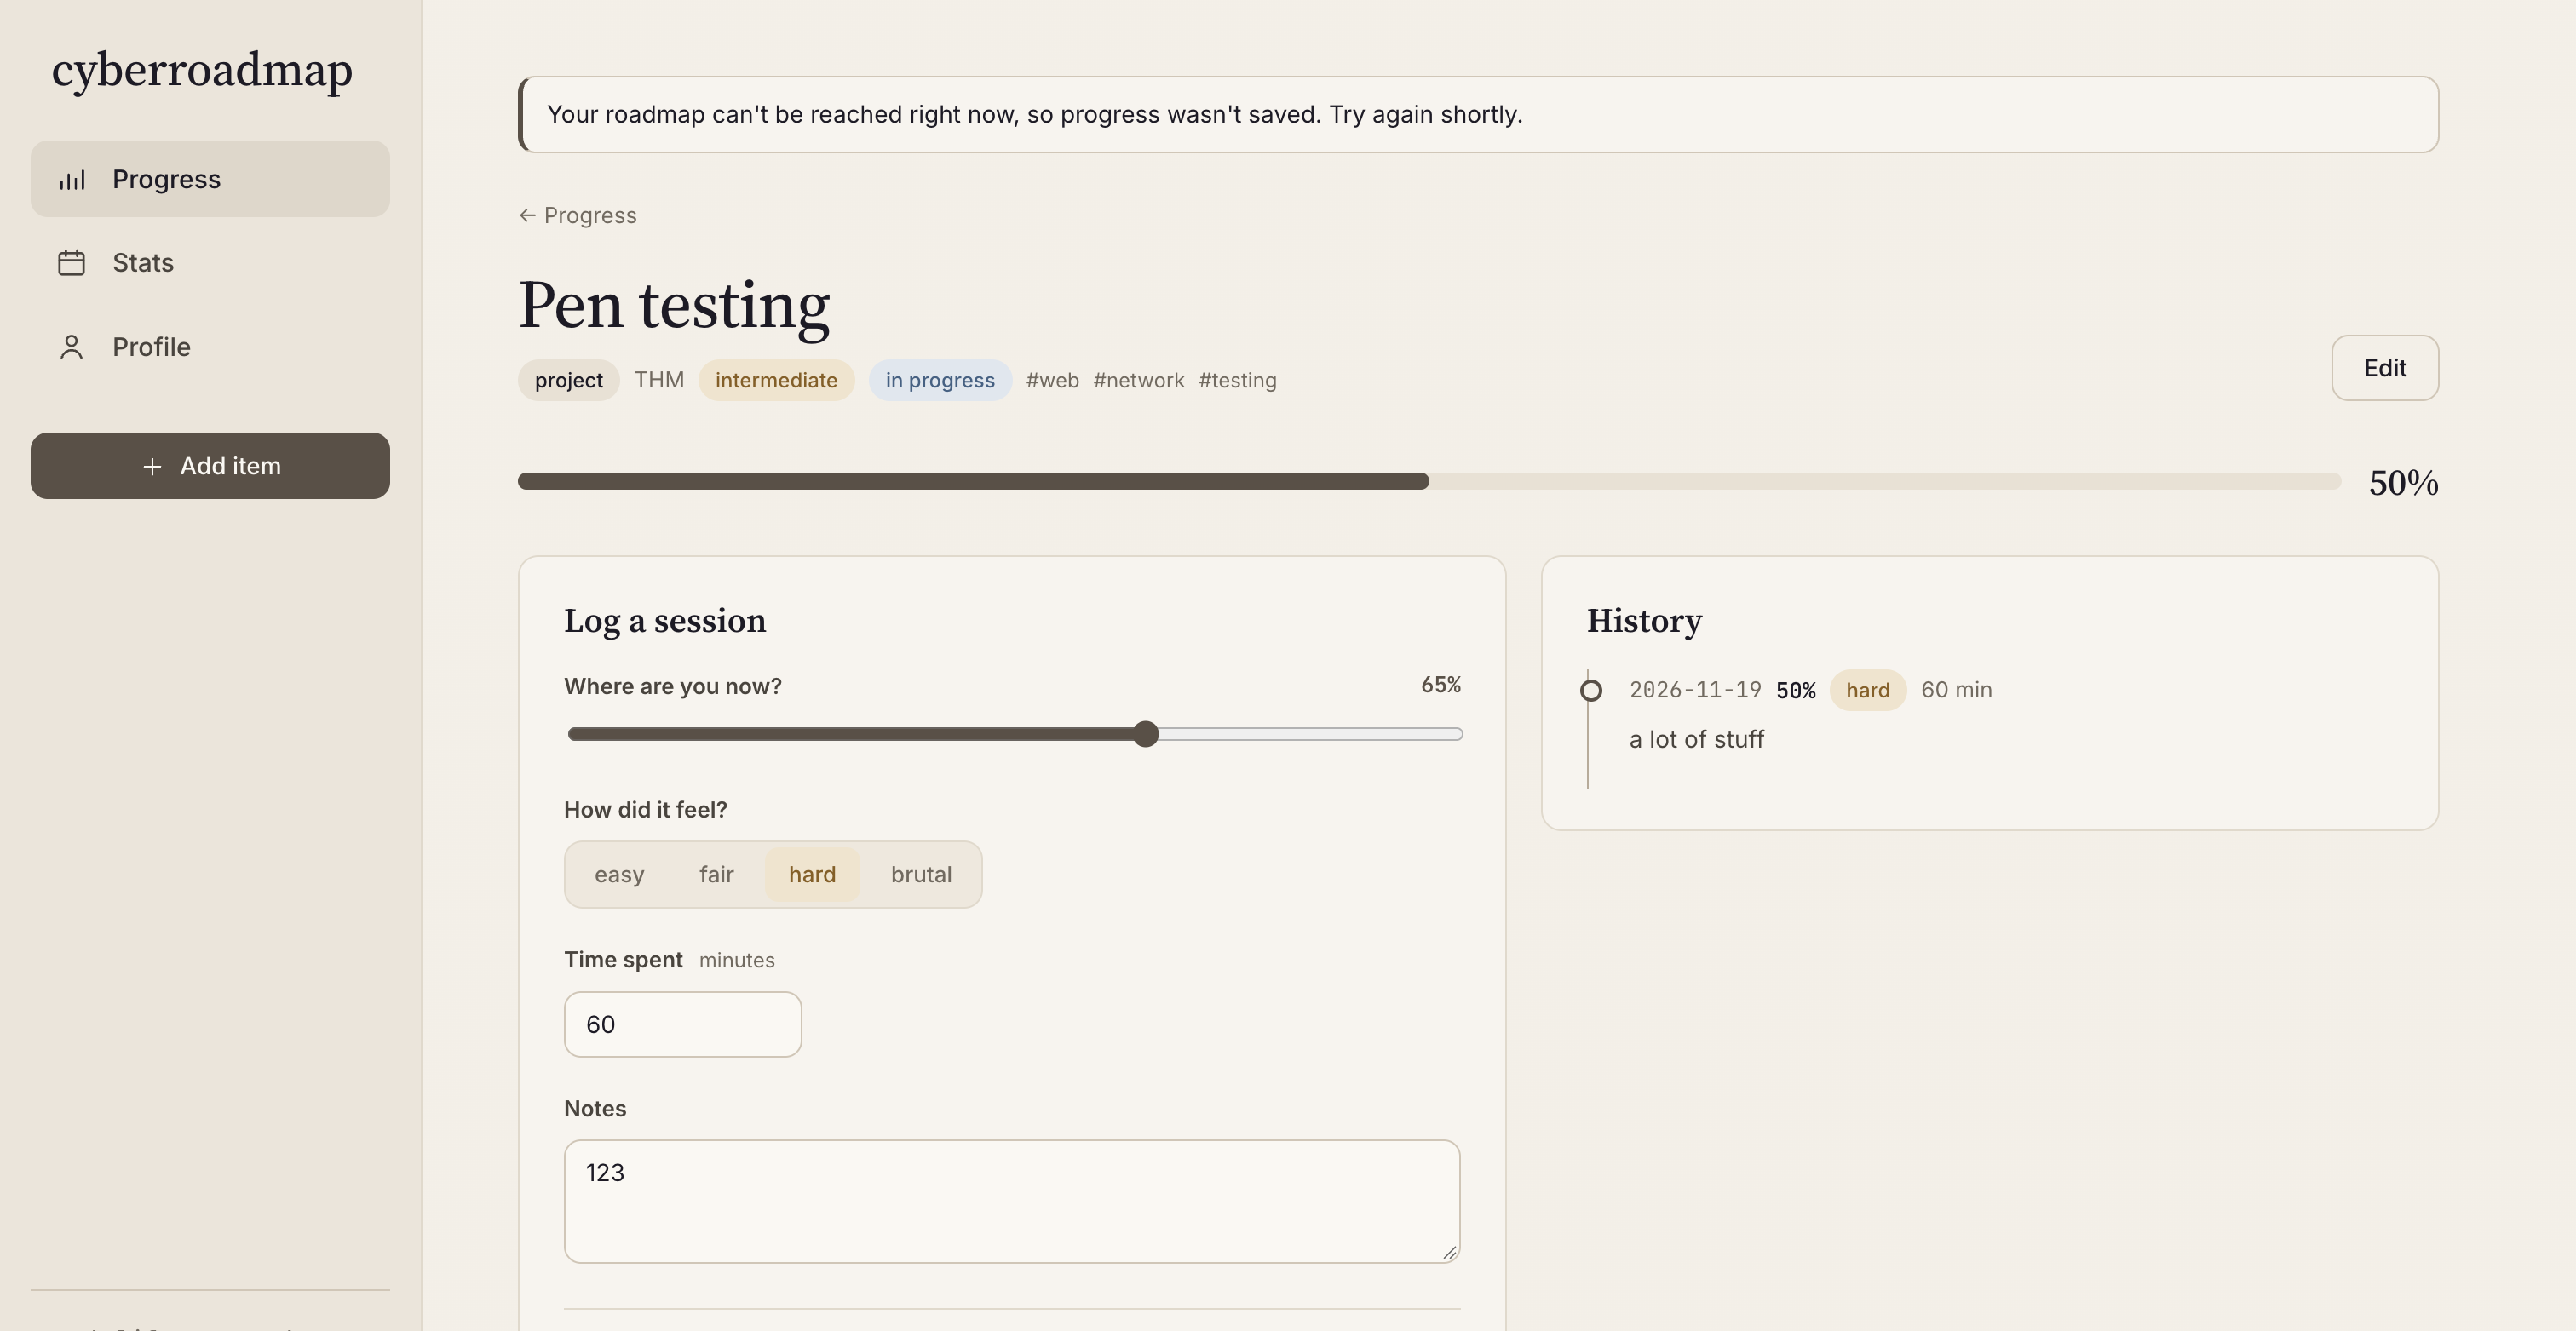 cyberroadmap
Progress
Stats
Profile
+ Add item
Your roadmap can't be reached right now, so progress wasn't saved. Try again shortly.
← Progress
Pen testing
project THM intermediate in progress #web #network #testing
Edit
50%
Log a session
Where are you now? 65%
How did it feel?
easy fair hard brutal
Time spent minutes
60
Notes
123
History
2026-11-19 50% hard 60 min
a lot of stuff